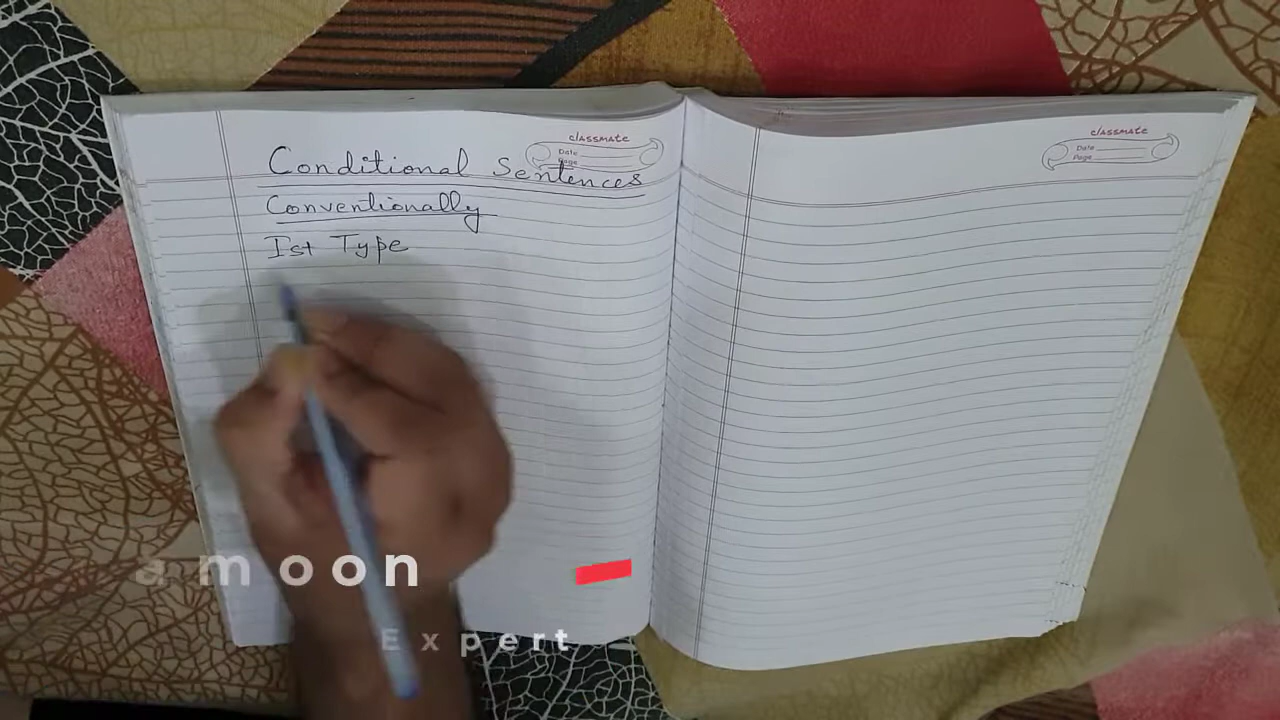 classmate
Date
Page
Conditional Sentences
Conventionally
Ist Type
classmate
Date
Page
amoon
Expert